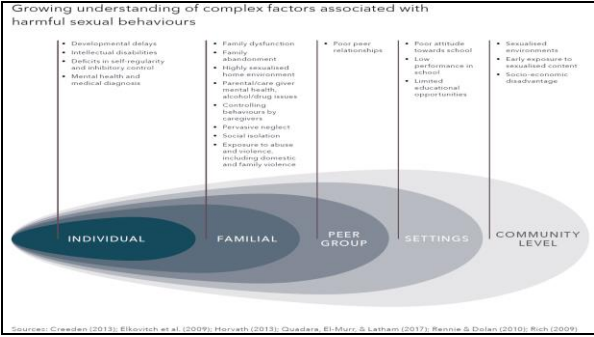 Growing understanding of complex factors associated with
harmful sexual behaviours
• Developmental delays
• Intellectual disabilities
• Deficits in self-regularity
and inhibitory control
• Mental health and
medical diagnosis
• Family dysfunction
• Family
abandonment
• Highly sexualised
home environment
• Parental/care giver
mental health,
alcohol/drug issues
• Controlling
behaviours by
caregivers
• Pervasive neglect
• Social isolation
• Exposure to abuse
and violence,
including domestic
and family violence
• Poor peer
relationships
• Poor attitude
towards school
• Low
performance in
school
• Limited
educational
opportunities
• Sexualised
environments
• Early exposure to
sexualised content
• Socio-economic
disadvantage
INDIVIDUAL
FAMILIAL
PEER
GROUP
SETTINGS
COMMUNITY
LEVEL
Sources: Creeden (2013); Elkovitch et al. (2009); Horvath (2013); Quadara, El-Murr, & Latham (2017); Rennie & Dolan (2010); Rich (2009)